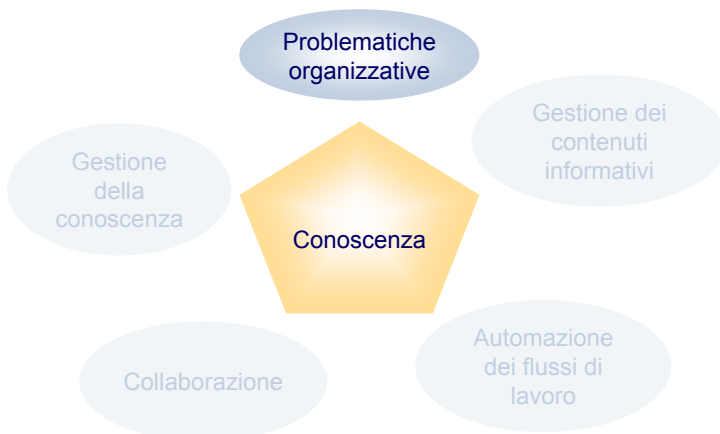 Problematiche
organizzative
Gestione dei
contenuti
informativi
Gestione
della
conoscenza
Conoscenza
Automazione
dei flussi di
lavoro
Collaborazione